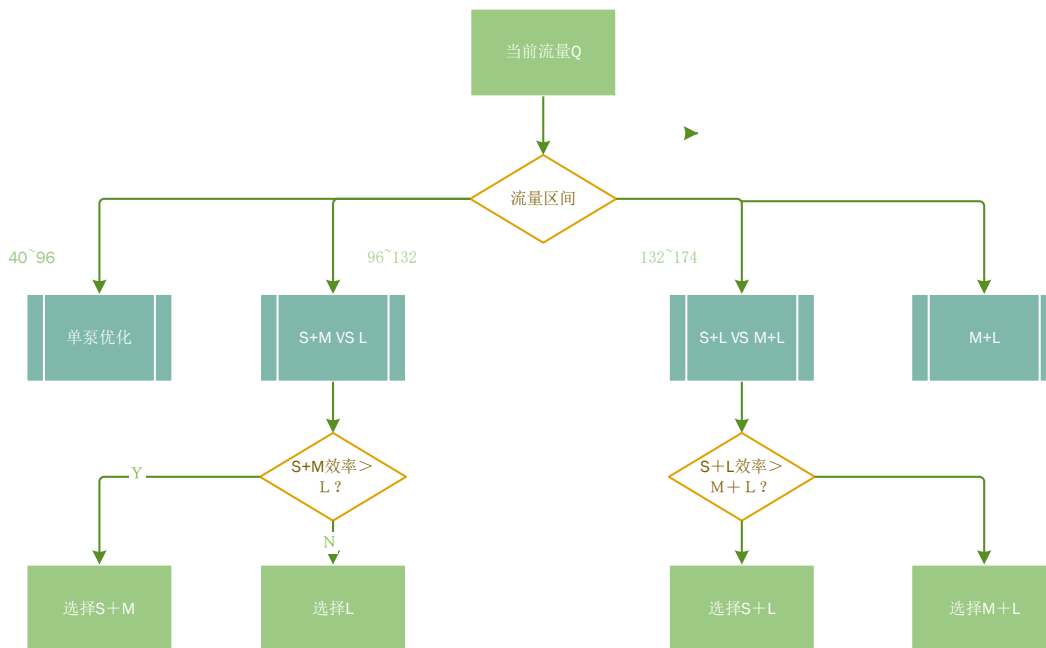 当前流量Q
流量区间
40~96
96~132
132~174
单泵优化
S+M VS L
S+L VS M+L
M+L
S+M效率＞
L？
S＋L效率＞
M＋L？
Y
N
选择S＋M
选择L
选择S＋L
选择M＋L